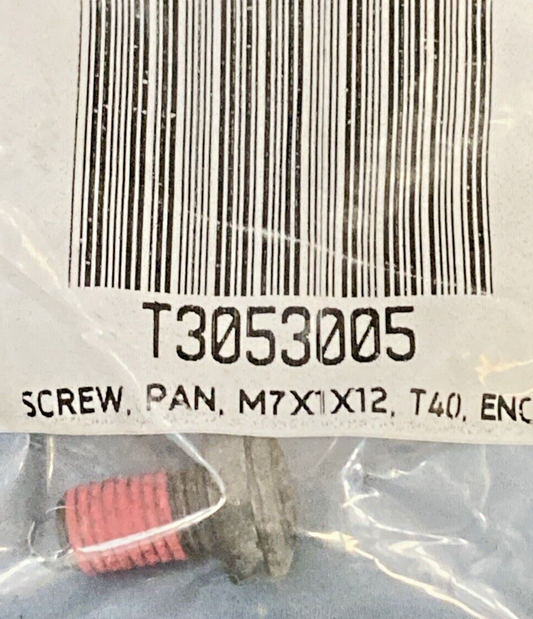 T3053005
SCREW, PAN, M7X1X12, T40, ENC